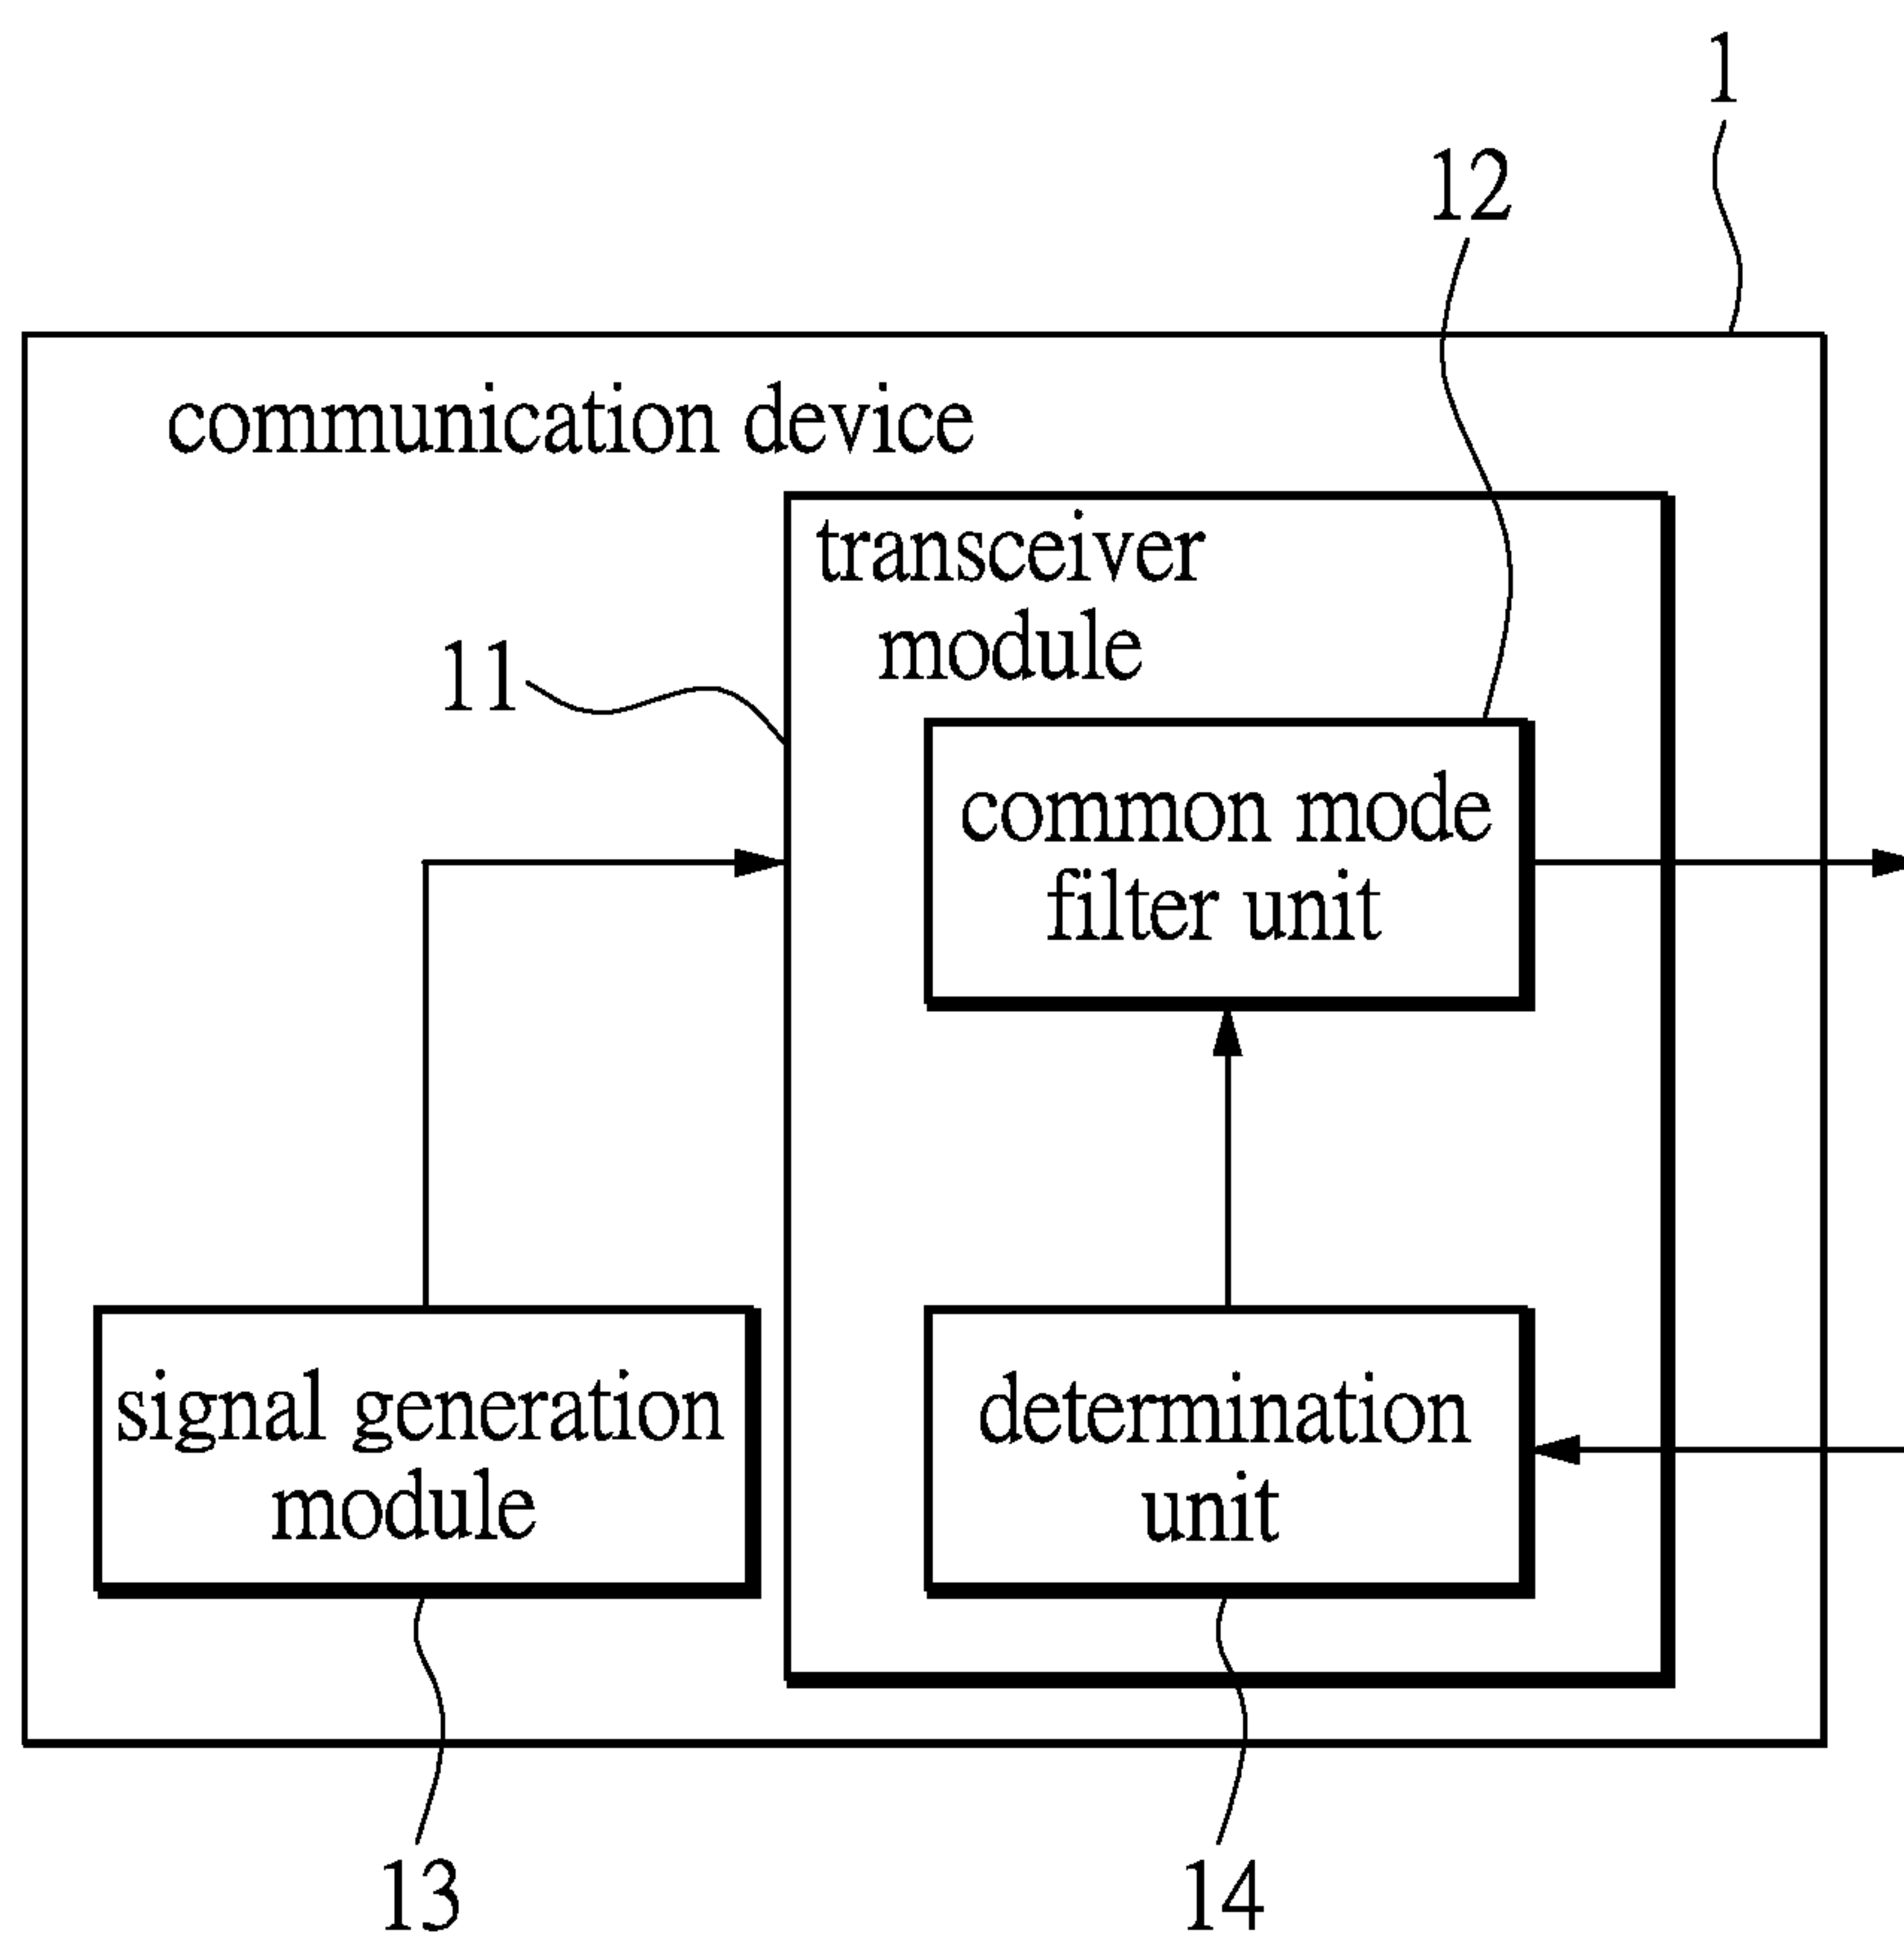 1
12
communication device
transceiver
module
11
common mode
filter unit
signal generation
module
determination
unit
13
14